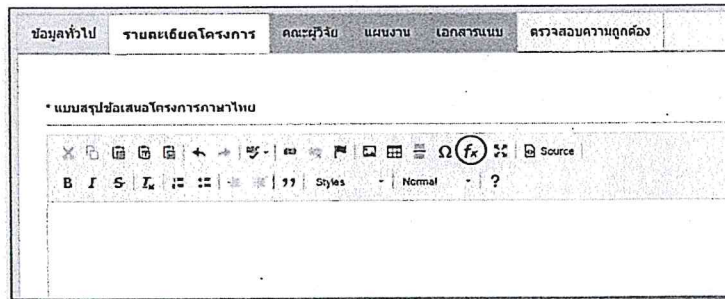 ข้อมูลทั่วไป รายละเอียดโครงการ คณะผู้วิจัย แผนงาน เอกสารแนบ ตรวจสอบความถูกต้อง
* แบบสรุปข้อเสนอโครงการภาษาไทย
Ω fx Source
B I S Ix Styles Normal ?